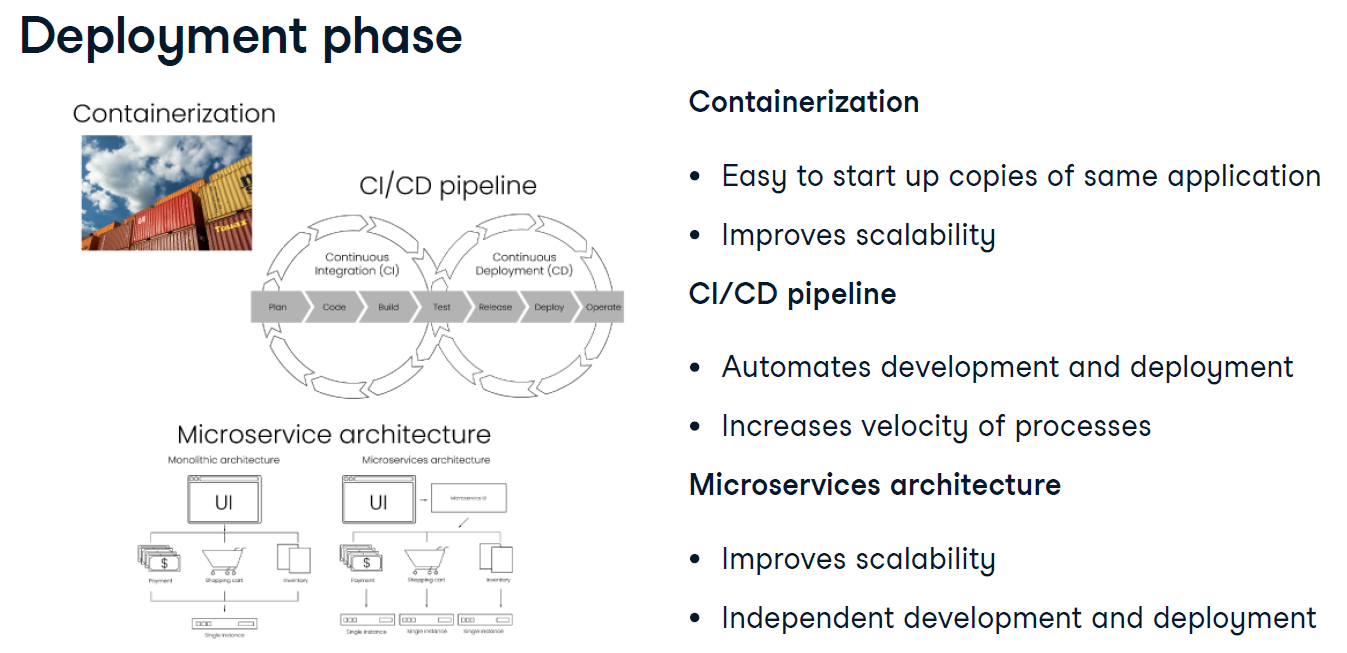 Deployment phase
Containerization
CI/CD pipeline
Continuous
Integration (CI)
Continuous
Deployment (CD)
Plan
Code
Build
Test
Release
Deploy
Operate
Microservice architecture
Monolithic architecture
Microservices architecture
UI
UI
Microservice UI
$
$
Payment
Shopping cart
Inventory
Payment
Shopping cart
Inventory
Single instance
Single instance
Single instance
Single instance
Containerization
• Easy to start up copies of same application
• Improves scalability
CI/CD pipeline
• Automates development and deployment
• Increases velocity of processes
Microservices architecture
• Improves scalability
• Independent development and deployment